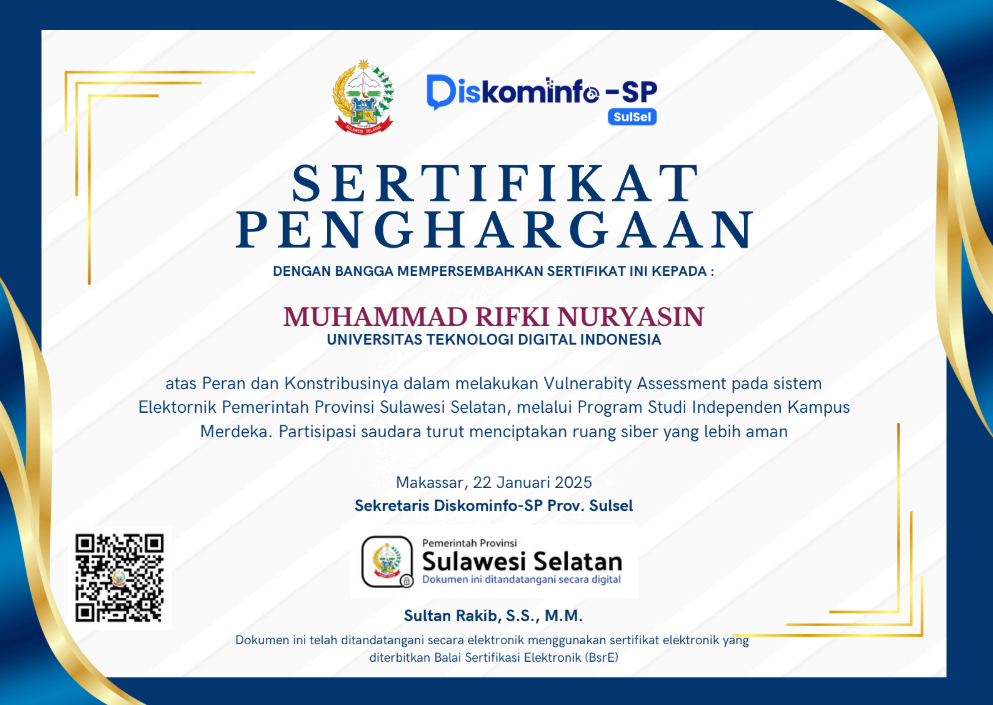 SULAWESI SELATAN
Diskominfo-SP
SulSel
SERTIFIKAT
PENGHARGAAN
DENGAN BANGGA MEMPERSEMBAHKAN SERTIFIKAT INI KEPADA :
MUHAMMAD RIFKI NURYASIN
UNIVERSITAS TEKNOLOGI DIGITAL INDONESIA
atas Peran dan Konstribusinya dalam melakukan Vulnerabity Assessment pada sistem
Elektornik Pemerintah Provinsi Sulawesi Selatan, melalui Program Studi Independen Kampus
Merdeka. Partisipasi saudara turut menciptakan ruang siber yang lebih aman
Makassar, 22 Januari 2025
Sekretaris Diskominfo-SP Prov. Sulsel
Pemerintah Provinsi
Sulawesi Selatan
Dokumen ini ditandatangani secara digital
Sultan Rakib, S.S., M.M.
Dokumen ini telah ditandatangani secara elektronik menggunakan sertifikat elektronik yang
diterbitkan Balai Sertifikasi Elektronik (BsrE)